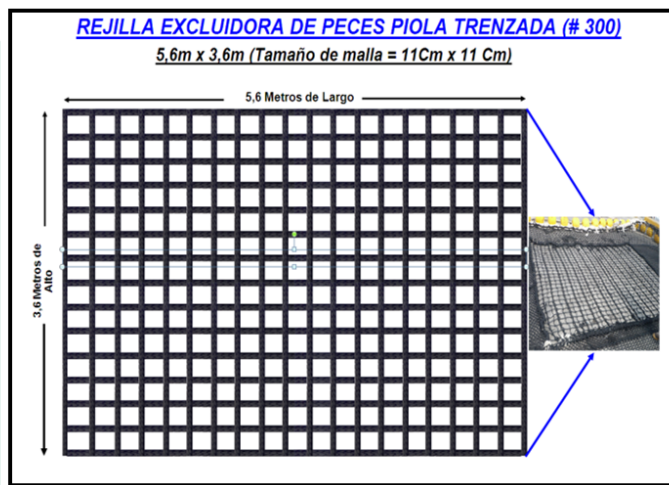 REJILLA EXCLUIDORA DE PECES PIOLA TRENZADA (# 300)
5,6m x 3,6m (Tamaño de malla = 11Cm x 11 Cm)
5,6 Metros de Largo
3,6 Metros de
Alto